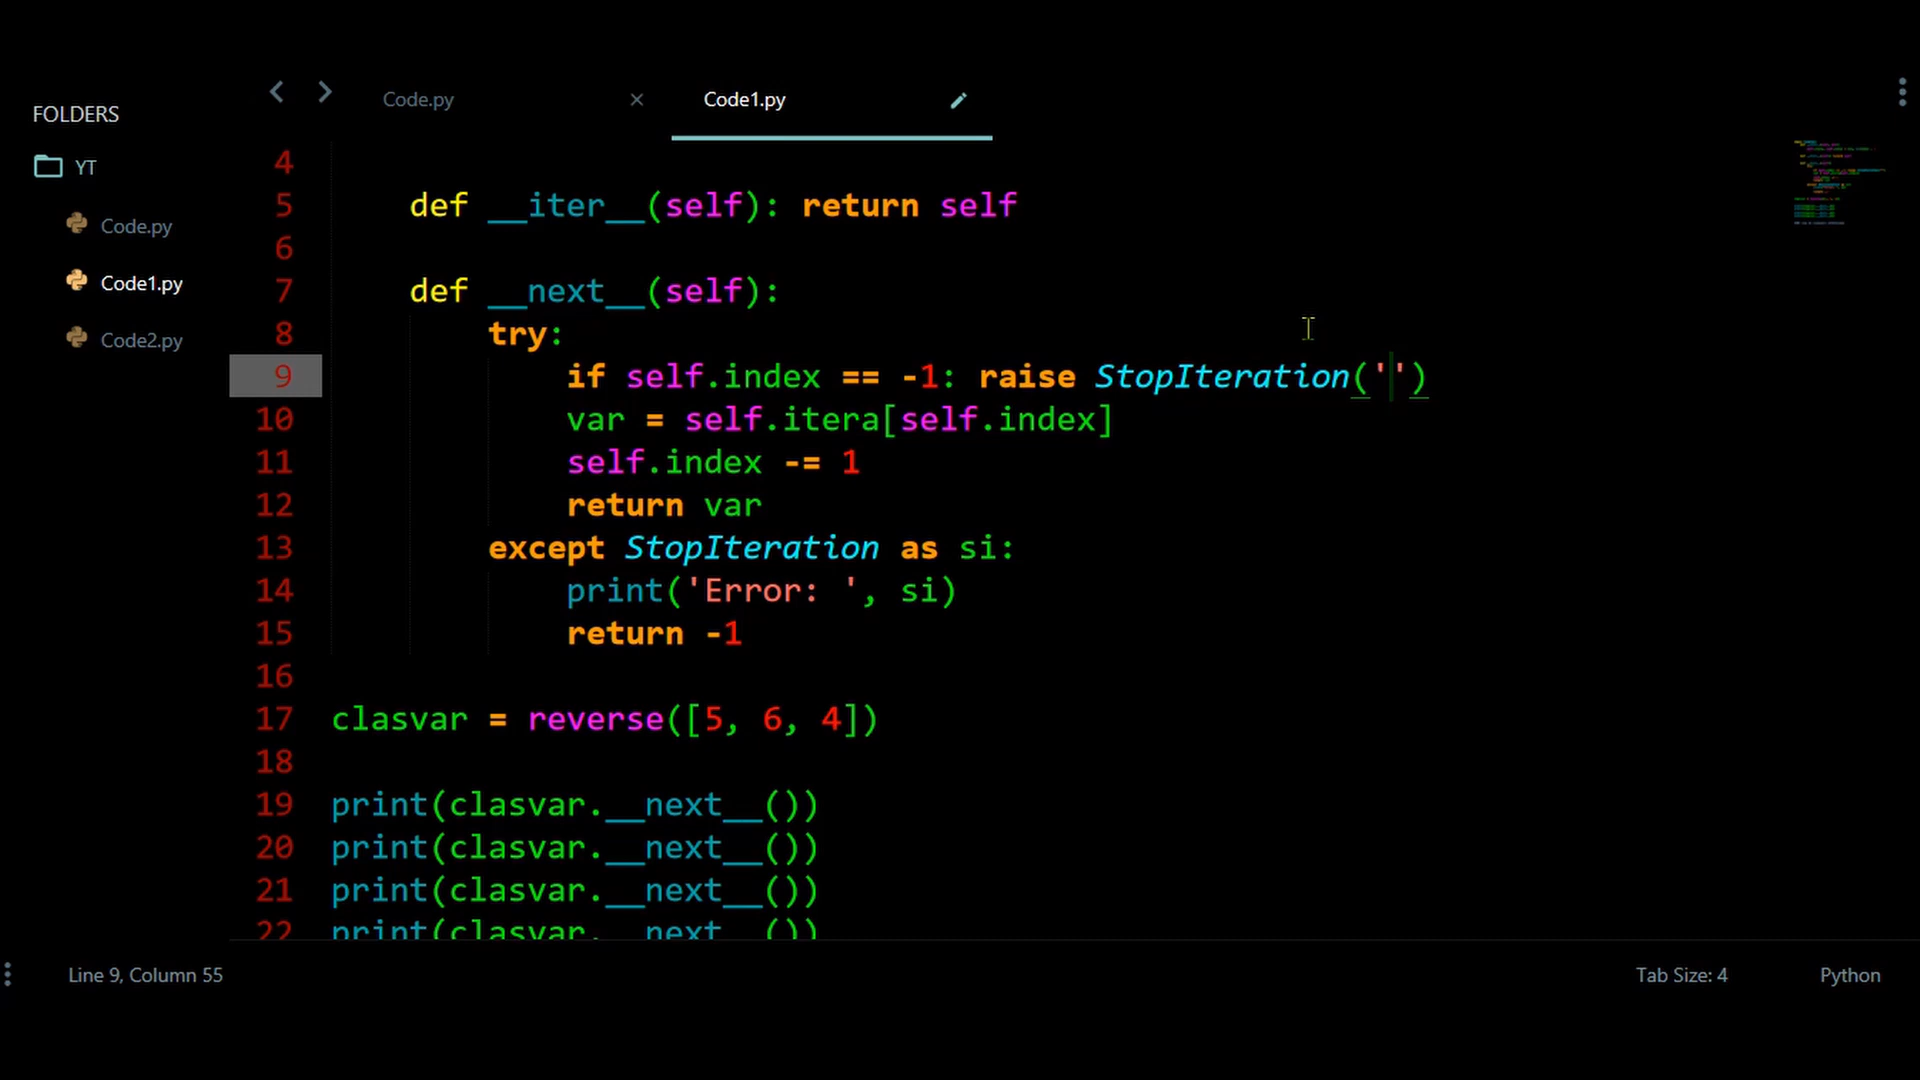 FOLDERS
YT
Code.py
Code1.py
Code2.py
Code.py ×
Code1.py
4
5 def __iter__(self): return self
6
7 def __next__(self):
8 try:
9 if self.index == -1: raise StopIteration('')
10 var = self.itera[self.index]
11 self.index -= 1
12 return var
13 except StopIteration as si:
14 print('Error: ', si)
15 return -1
16
17 clasvar = reverse([5, 6, 4])
18
19 print(clasvar.__next__())
20 print(clasvar.__next__())
21 print(clasvar.__next__())
22 print(clasvar.__next__())
Line 9, Column 55
Tab Size: 4
Python